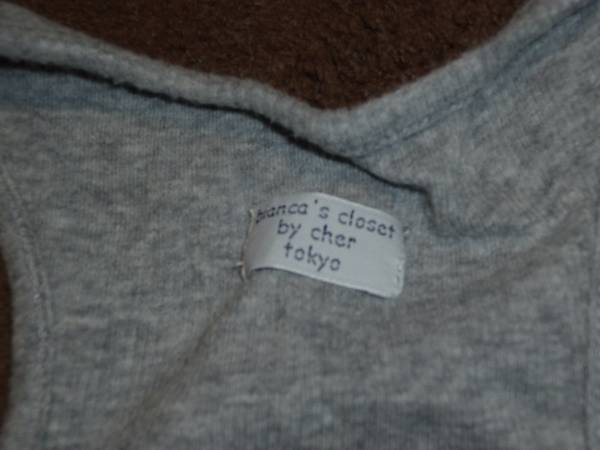 bianca's closet
by cher
tokyo